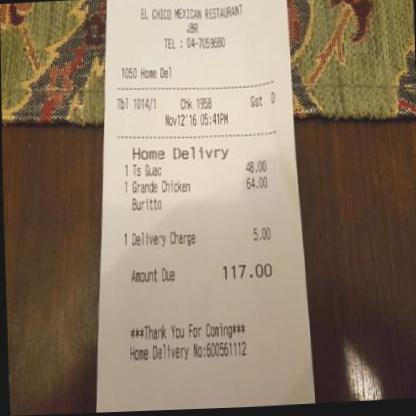 EL CHICO MEXICAN RESTAURANT
JBR
TEL : 04-7059680
1050 Home Del
Tbl 1014/1 Chk 1958 Gst 0
Nov12'16 05:41PM
Home Delivry
1 Ts Guac 48.00
1 Grande Chicken 64.00
Buritto
1 Delivery Charge 5.00
Amount Due 117.00
***Thank You For Coming***
Home Delivery No:600561112